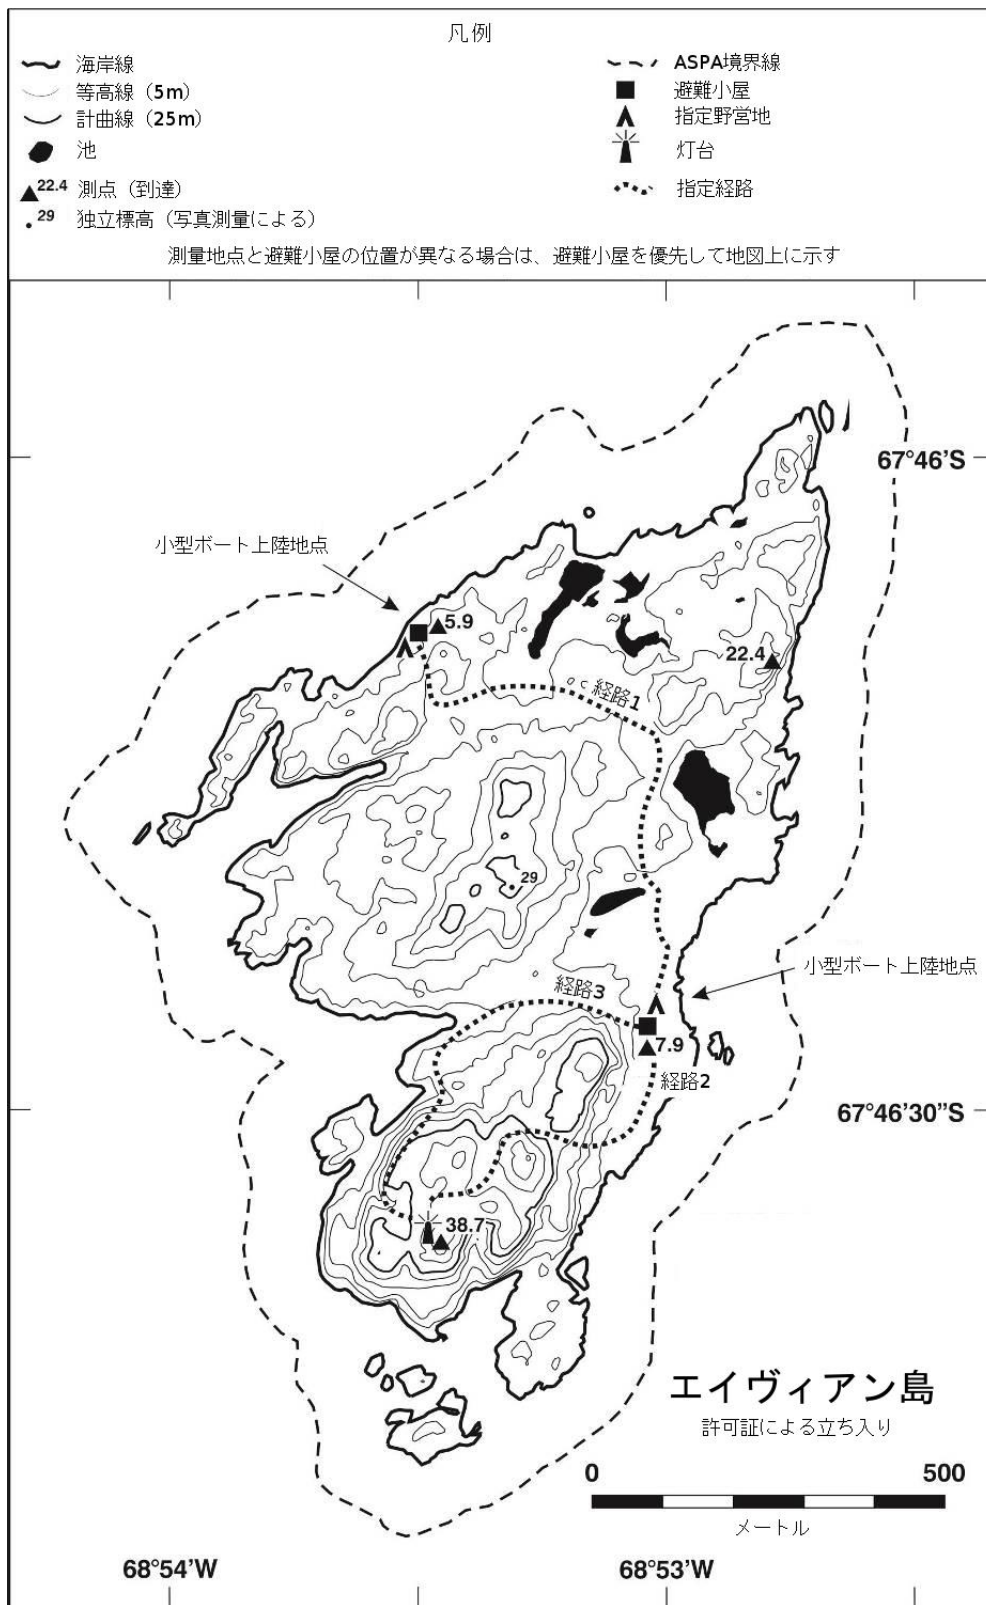 凡例
海岸線
等高線（5m）
計曲線（25m）
池
22.4 測点（到達）
29 独立標高（写真測量による）
ASPA境界線
避難小屋
指定野営地
灯台
指定経路
測量地点と避難小屋の位置が異なる場合は、避難小屋を優先して地図上に示す
67°46'S
小型ボート上陸地点
5.9
22.4
経路1
29
小型ボート上陸地点
経路3
7.9
経路2
67°46'30"S
38.7
エイヴィアン島
許可証による立ち入り
0 500
メートル
68°54'W 68°53'W